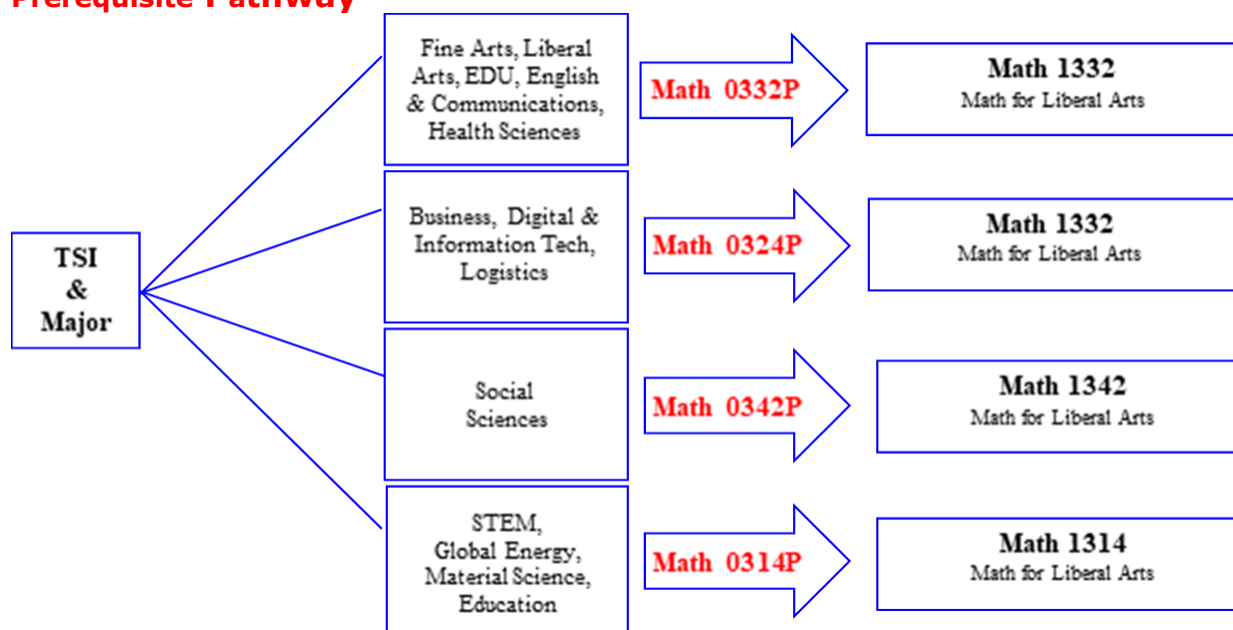 Prerequisite Pathway
TSI
&
Major
Fine Arts, Liberal
Arts, EDU, English
& Communications,
Health Sciences
Math 0332P
Math 1332
Math for Liberal Arts
Business, Digital &
Information Tech,
Logistics
Math 0324P
Math 1332
Math for Liberal Arts
Social
Sciences
Math 0342P
Math 1342
Math for Liberal Arts
STEM,
Global Energy,
Material Science,
Education
Math 0314P
Math 1314
Math for Liberal Arts